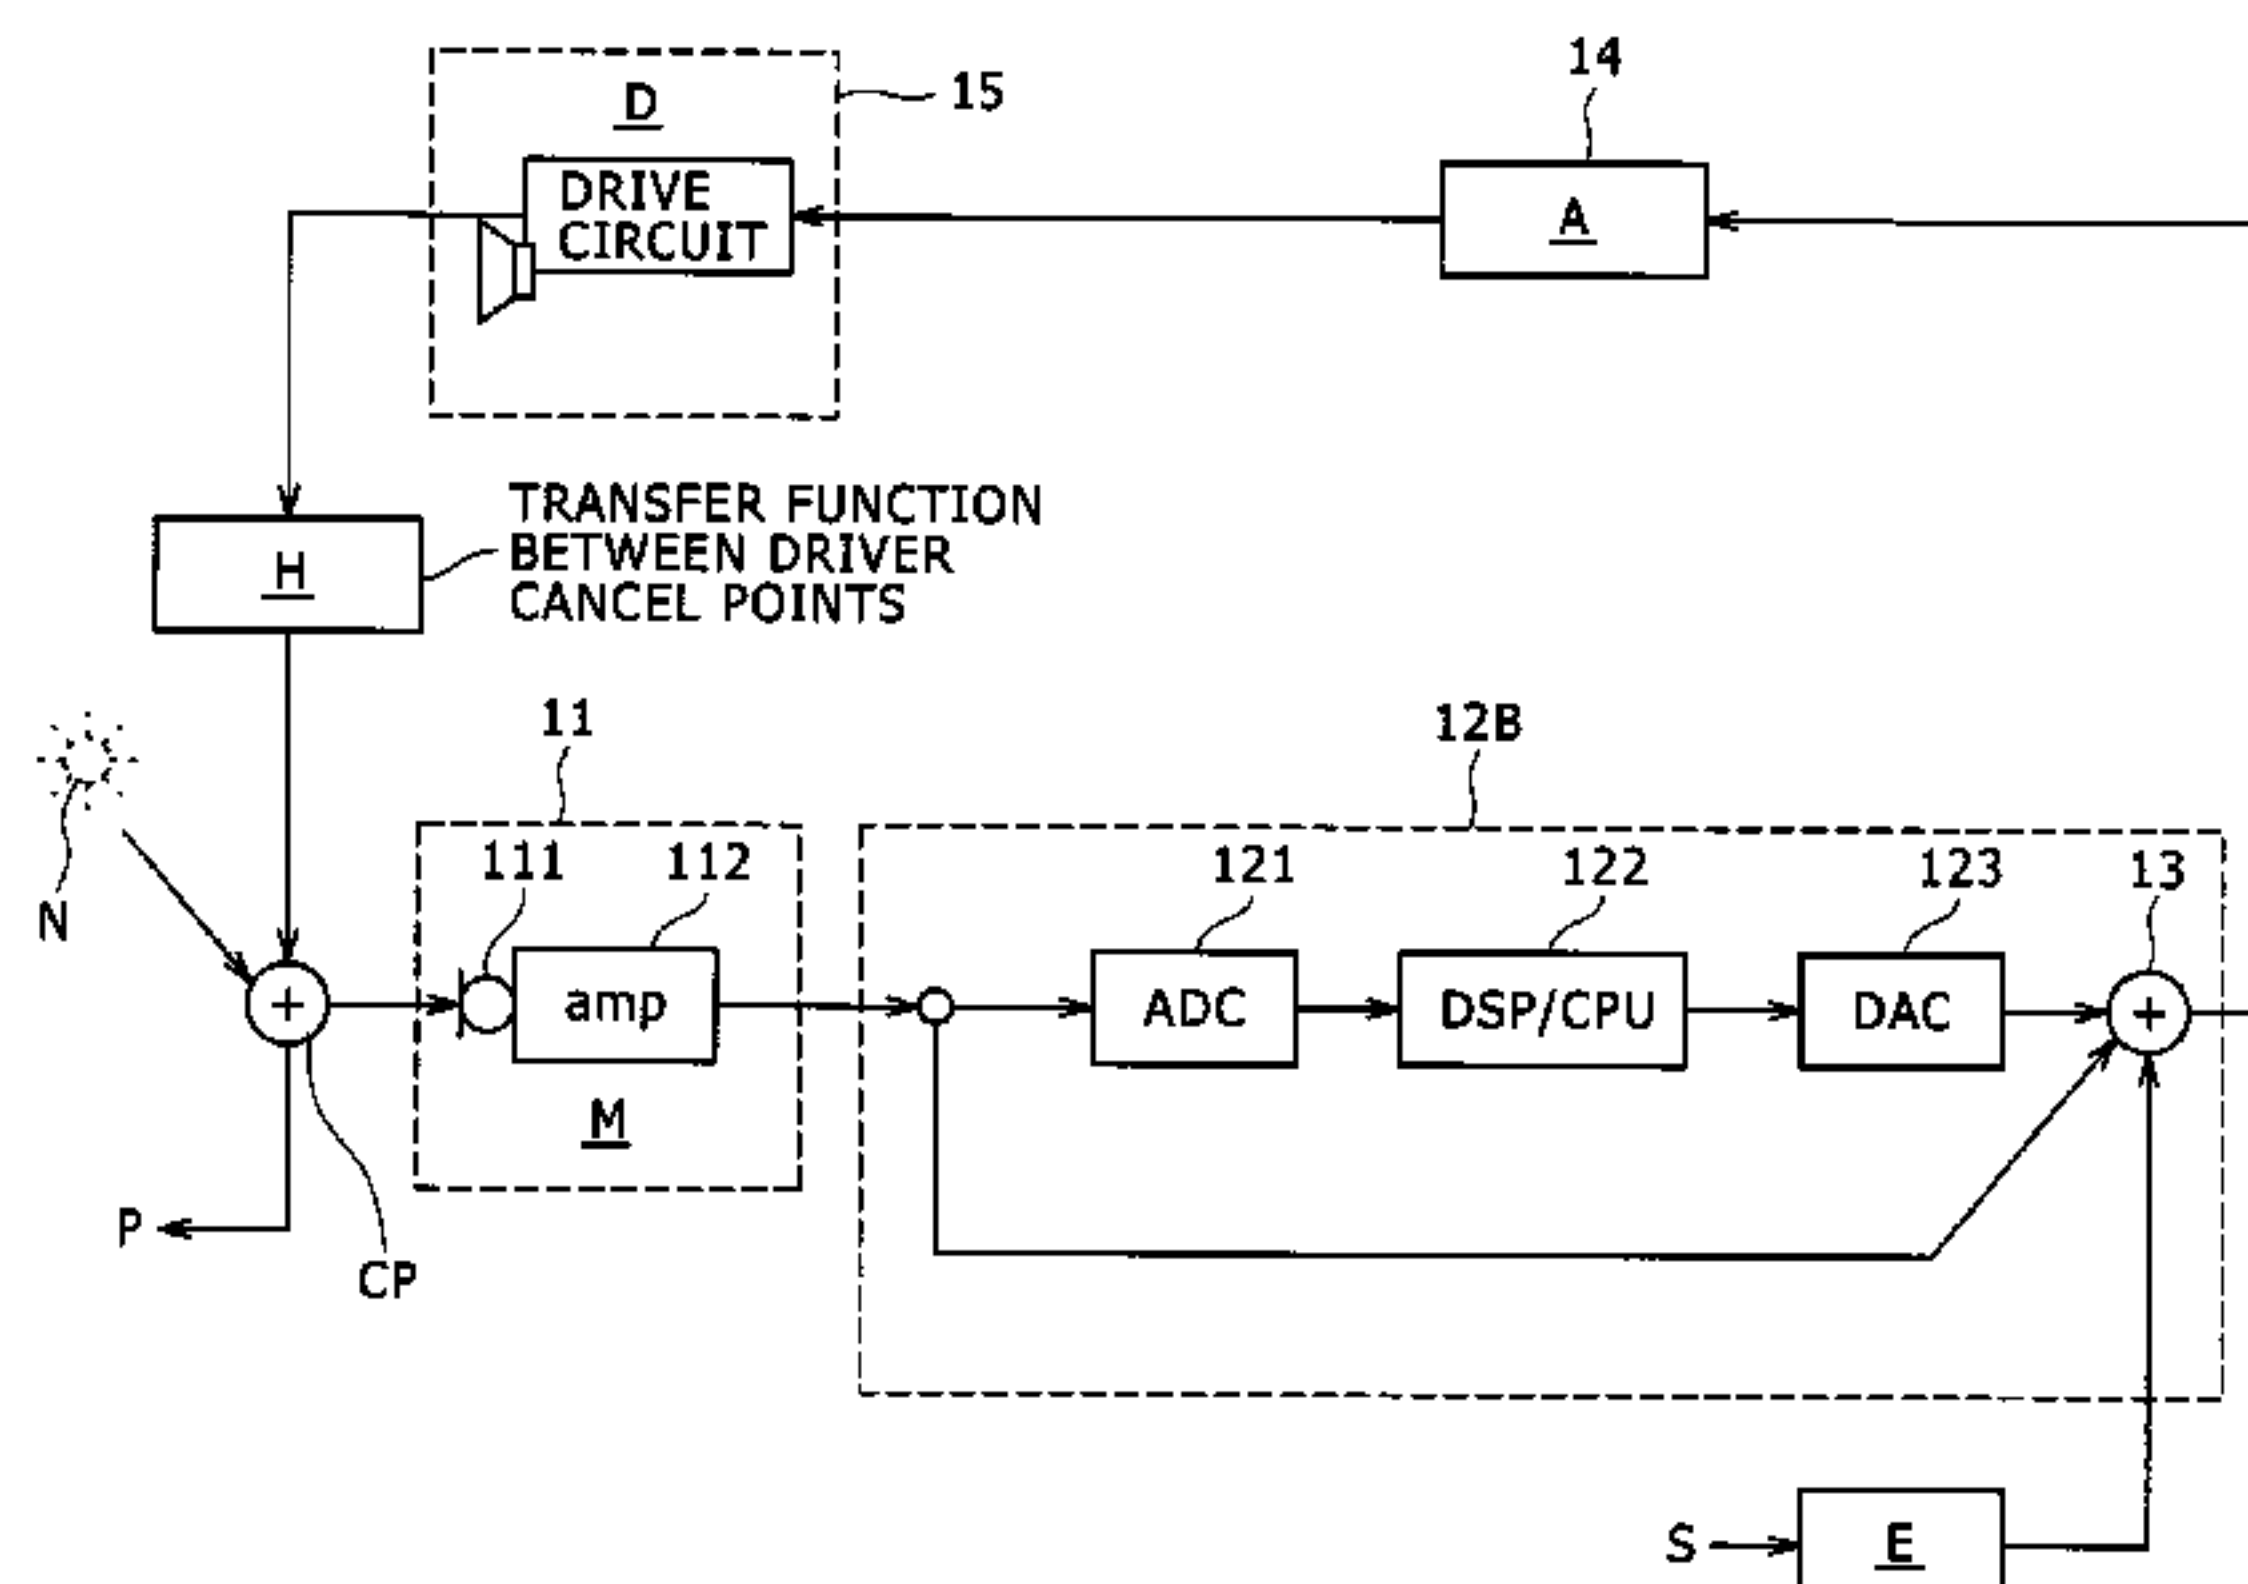 14
D
15
DRIVE
CIRCUIT
A
TRANSFER FUNCTION
BETWEEN DRIVER
CANCEL POINTS
H
11
12B
111
112
121
122
123
13
N
+
amp
ADC
DSP/CPU
DAC
+
M
P
CP
S
E